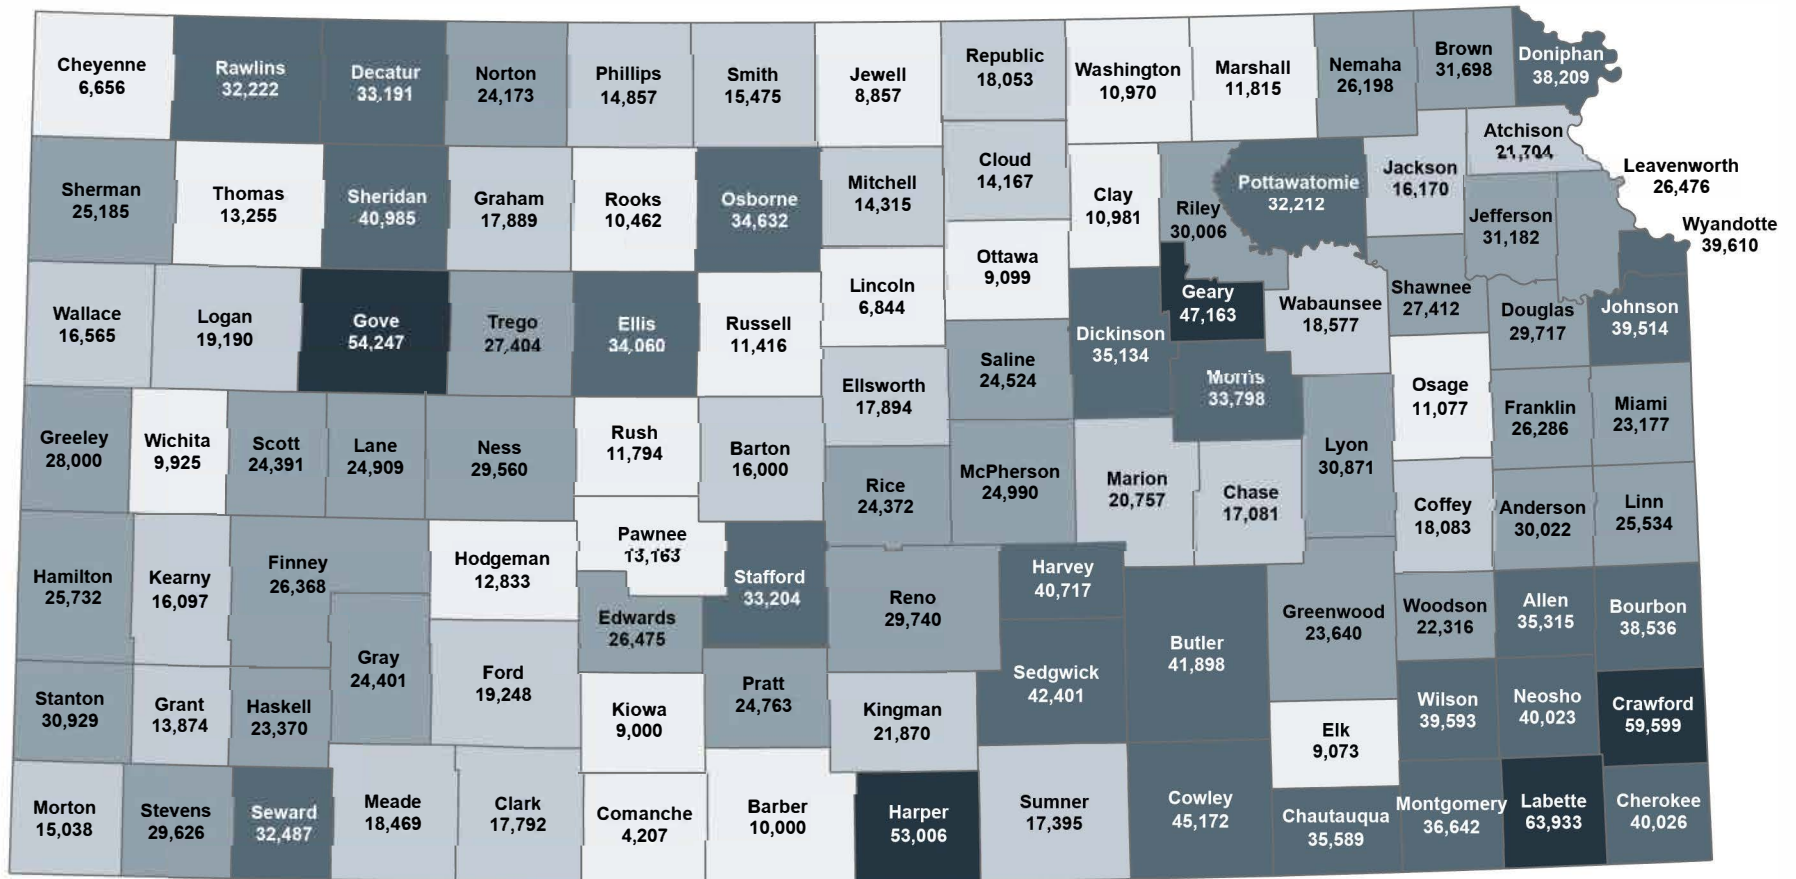 Cheyenne
6,656
Rawlins
32,222
Decatur
33,191
Norton
24,173
Phillips
14,857
Smith
15,475
Jewell
8,857
Republic
18,053
Washington
10,970
Marshall
11,815
Nemaha
26,198
Brown
31,698
Doniphan
38,209
Sherman
25,185
Thomas
13,255
Sheridan
40,985
Graham
17,889
Rooks
10,462
Osborne
34,632
Mitchell
14,315
Cloud
14,167
Clay
10,981
Riley
30,006
Pottawatomie
32,212
Jackson
16,170
Atchison
21,704
Jefferson
31,182
Leavenworth
26,476
Wyandotte
39,610
Wallace
16,565
Logan
19,190
Gove
54,247
Trego
27,404
Ellis
34,060
Russell
11,416
Lincoln
6,844
Ottawa
9,099
Saline
24,524
Dickinson
35,134
Geary
47,163
Wabaunsee
18,577
Shawnee
27,412
Douglas
29,717
Johnson
39,514
Morris
33,798
Greeley
28,000
Wichita
9,925
Scott
24,391
Lane
24,909
Ness
29,560
Rush
11,794
Barton
16,000
Ellsworth
17,894
Rice
24,372
McPherson
24,990
Marion
20,757
Chase
17,081
Lyon
30,871
Osage
11,077
Franklin
26,286
Miami
23,177
Coffey
18,083
Anderson
30,022
Linn
25,534
Hamilton
25,732
Kearny
16,097
Finney
26,368
Hodgeman
12,833
Pawnee
13,163
Stafford
33,204
Edwards
26,475
Reno
29,740
Harvey
40,717
Butler
41,898
Greenwood
23,640
Woodson
22,316
Allen
35,315
Bourbon
38,536
Stanton
30,929
Grant
13,874
Haskell
23,370
Gray
24,401
Ford
19,248
Kiowa
9,000
Pratt
24,763
Kingman
21,870
Sedgwick
42,401
Elk
9,073
Wilson
39,593
Neosho
40,023
Crawford
59,599
Morton
15,038
Stevens
29,626
Seward
32,487
Meade
18,469
Clark
17,792
Comanche
4,207
Barber
10,000
Harper
53,006
Sumner
17,395
Cowley
45,172
Chautauqua
35,589
Montgomery
36,642
Labette
63,933
Cherokee
40,026